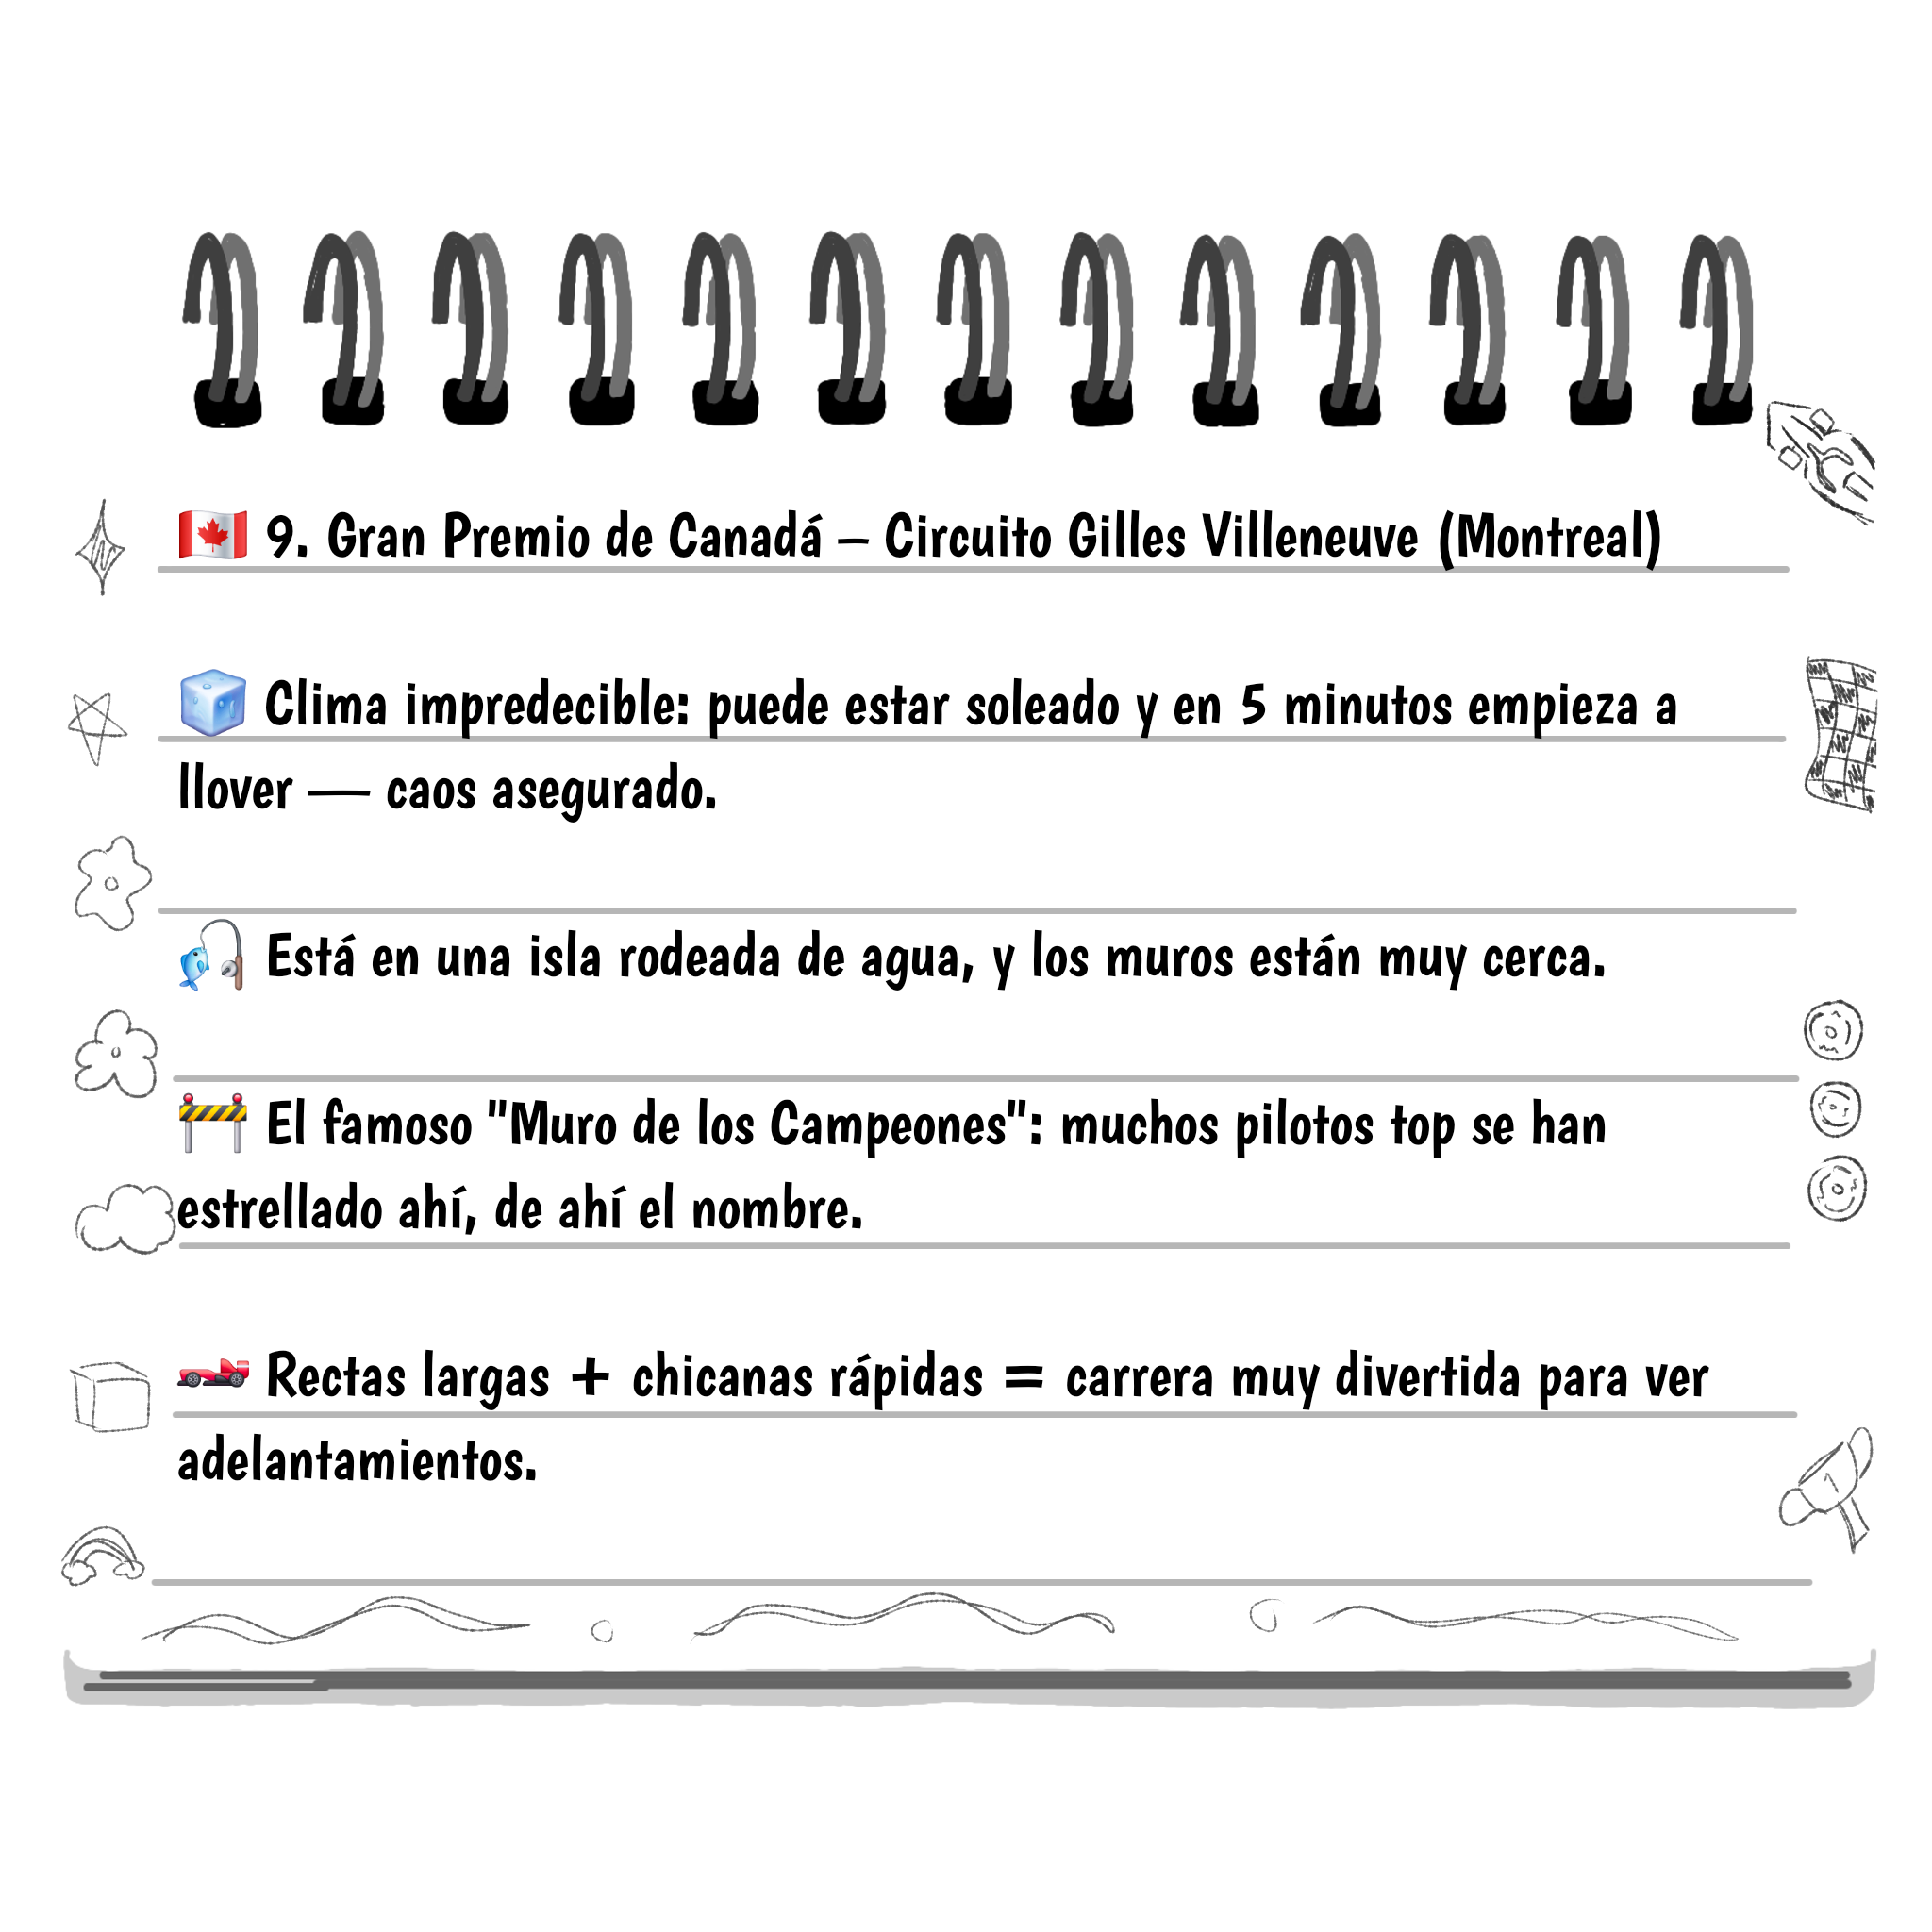 🇨🇦 9. Gran Premio de Canadá – Circuito Gilles Villeneuve (Montreal)
🧊 Clima impredecible: puede estar soleado y en 5 minutos empieza a
llover — caos asegurado.
🎣 Está en una isla rodeada de agua, y los muros están muy cerca.
🚧 El famoso "Muro de los Campeones": muchos pilotos top se han
estrellado ahí, de ahí el nombre.
🏎️ Rectas largas + chicanas rápidas = carrera muy divertida para ver
adelantamientos.